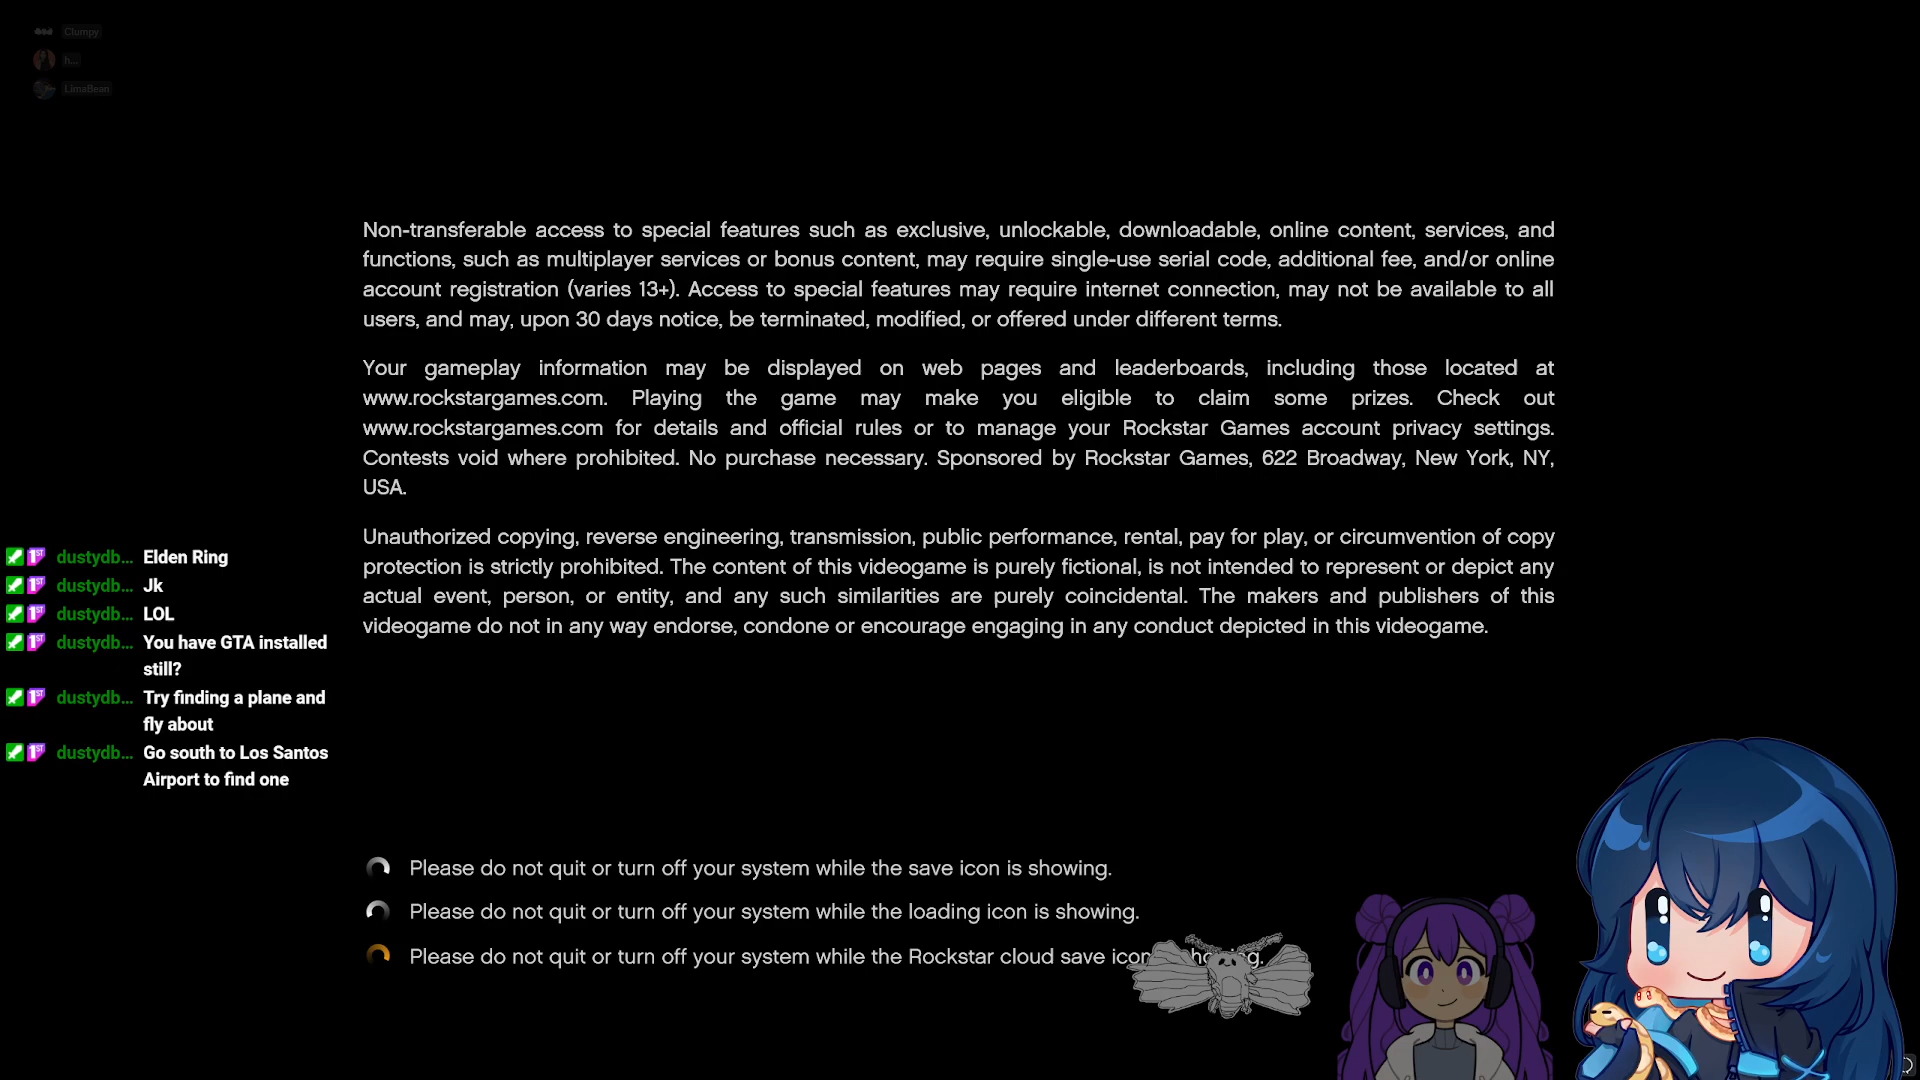 Clumpy
h...
LimaBean
Non-transferable access to special features such as exclusive, unlockable, downloadable, online content, services, and
functions, such as multiplayer services or bonus content, may require single-use serial code, additional fee, and/or online
account registration (varies 13+). Access to special features may require internet connection, may not be available to all
users, and may, upon 30 days notice, be terminated, modified, or offered under different terms.
Your gameplay information may be displayed on web pages and leaderboards, including those located at
www.rockstargames.com. Playing the game may make you eligible to claim some prizes. Check out
www.rockstargames.com for details and official rules or to manage your Rockstar Games account privacy settings.
Contests void where prohibited. No purchase necessary. Sponsored by Rockstar Games, 622 Broadway, New York, NY,
USA.
Unauthorized copying, reverse engineering, transmission, public performance, rental, pay for play, or circumvention of copy
protection is strictly prohibited. The content of this videogame is purely fictional, is not intended to represent or depict any
actual event, person, or entity, and any such similarities are purely coincidental. The makers and publishers of this
videogame do not in any way endorse, condone or encourage engaging in any conduct depicted in this videogame.
1ST dustydb... Elden Ring
1ST dustydb... Jk
1ST dustydb... LOL
1ST dustydb... You have GTA installed
still?
1ST dustydb... Try finding a plane and
fly about
1ST dustydb... Go south to Los Santos
Airport to find one
Please do not quit or turn off your system while the save icon is showing.
Please do not quit or turn off your system while the loading icon is showing.
Please do not quit or turn off your system while the Rockstar cloud save icon